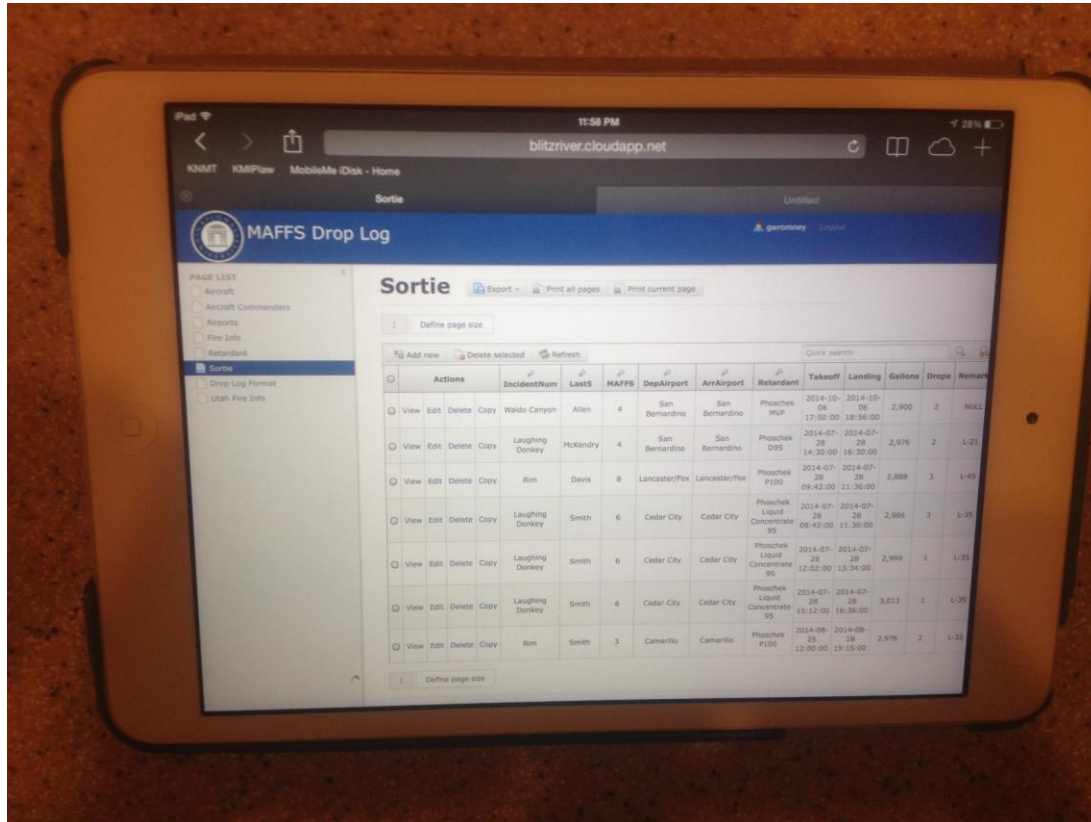 iPad 11:58 PM 28%
blitzriver.cloudapp.net
KNMT KMIPlaw MobileMe iDisk - Home
Sortie Untitled
MAFFS Drop Log gwromney Logout
PAGE LIST
Aircraft
Aircraft Commanders
Airports
Fire Info
Retardant
Sortie
Drop Log Format
Utah Fire Info
Sortie Export Print all pages Print current page
1 Define page size
Add new Delete selected Refresh Quick search
Actions IncidentNum LastS MAFFS DepAirport ArrAirport Retardant Takeoff Landing Gallons Drops Remark
View Edit Delete Copy Waldo Canyon Allen 4 San Bernardino San Bernardino Phoschek MVP 2014-10-06 17:50:00 2014-10-06 18:56:00 2,900 2 NULL
View Edit Delete Copy Laughing Donkey McKendry 4 San Bernardino San Bernardino Phoschek D95 2014-07-28 14:30:00 2014-07-28 16:30:00 2,976 2 L-21
View Edit Delete Copy Rim Davis 8 Lancaster/Fox Lancaster/Fox Phoschek P100 2014-07-28 09:42:00 2014-07-28 11:36:00 2,888 3 L-45
View Edit Delete Copy Laughing Donkey Smith 6 Cedar City Cedar City Phoschek Liquid Concentrate 95 2014-07-28 09:42:00 2014-07-28 11:38:00 2,986 3 L-35
View Edit Delete Copy Laughing Donkey Smith 6 Cedar City Cedar City Phoschek Liquid Concentrate 95 2014-07-28 12:02:00 2014-07-28 13:34:00 2,998 1 L-35
View Edit Delete Copy Laughing Donkey Smith 6 Cedar City Cedar City Phoschek Liquid Concentrate 95 2014-07-28 15:12:00 2014-07-28 16:36:00 3,013 1 L-35
View Edit Delete Copy Rim Smith 3 Camarillo Camarillo Phoschek P100 2014-08-25 12:00:00 2014-08-19 19:15:00 2,976 2 L-33
1 Define page size